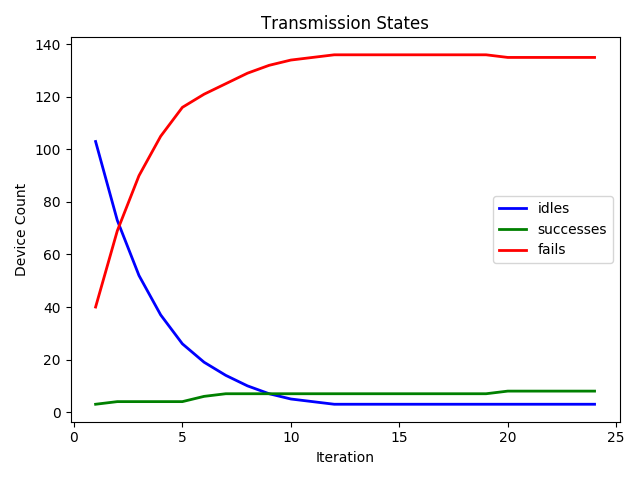 Transmission States
Device Count
140
120
100
80
60
40
20
0
idles
successes
fails
0 5 10 15 20 25
Iteration